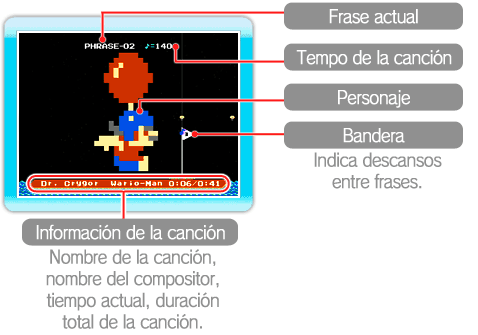 Frase actual
PHRASE-02 ♪=140
Tempo de la canción
Personaje
Bandera
Indica descansos
entre frases.
Dr. Crygor Wario-Man 0:06/0:41
Información de la canción
Nombre de la canción,
nombre del compositor,
tiempo actual, duración
total de la canción.